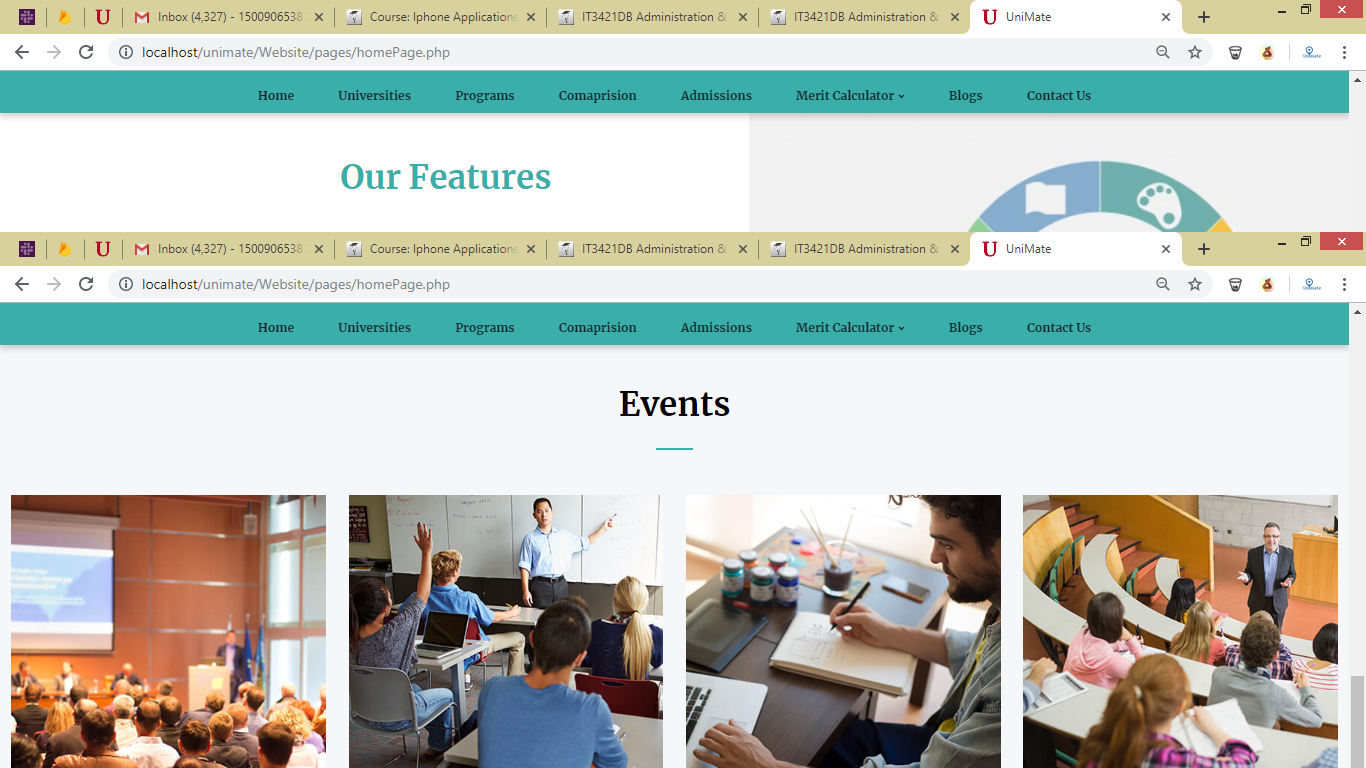 Inbox (4,327) - 1500906538 Course: Iphone Applications IT3421DB Administration & IT3421DB Administration & U UniMate
localhost/unimate/Website/pages/homePage.php
Home Universities Programs Comaprision Admissions Merit Calculator Blogs Contact Us
Our Features
Inbox (4,327) - 1500906538 Course: Iphone Applications IT3421DB Administration & IT3421DB Administration & U UniMate
localhost/unimate/Website/pages/homePage.php
Home Universities Programs Comaprision Admissions Merit Calculator Blogs Contact Us
Events